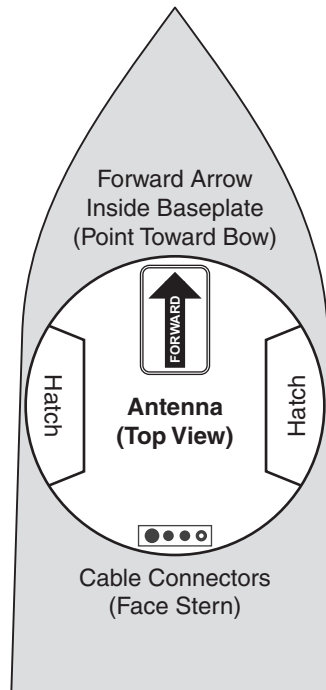 Forward Arrow
Inside Baseplate
(Point Toward Bow)
FORWARD
Hatch
Antenna
(Top View)
Hatch
Cable Connectors
(Face Stern)